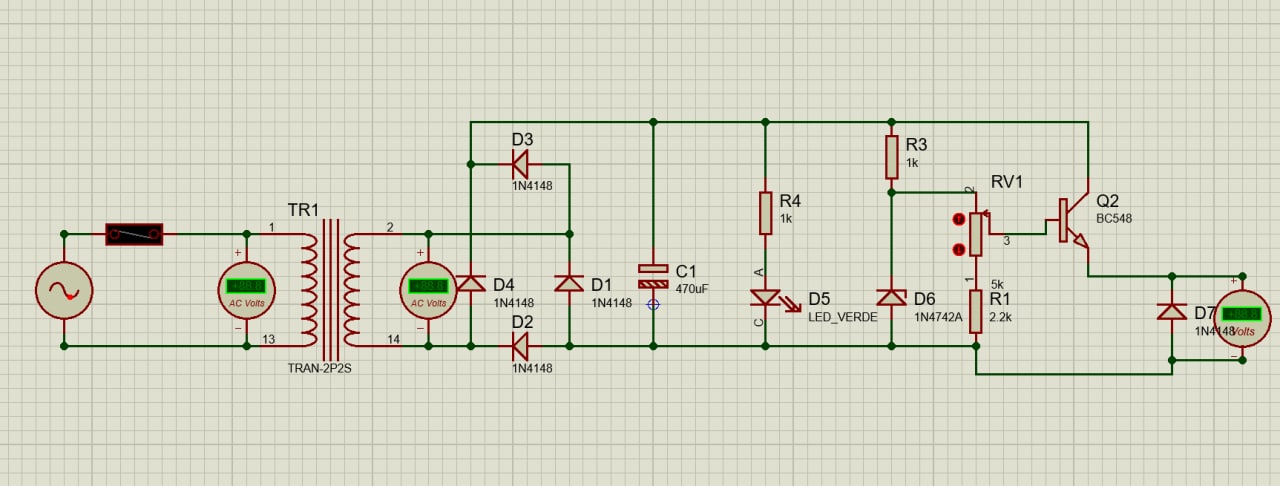 TR1
1
2
13
14
TRAN-2P2S
+
AC Volts
−
+
AC Volts
−
D3
1N4148
D4
1N4148
D1
1N4148
D2
1N4148
C1
470uF
R4
1k
A
D5
LED_VERDE
C
R3
1k
D6
1N4742A
RV1
2
3
1
5k
R1
2.2k
Q2
BC548
D7
1N4148
+
Volts
−